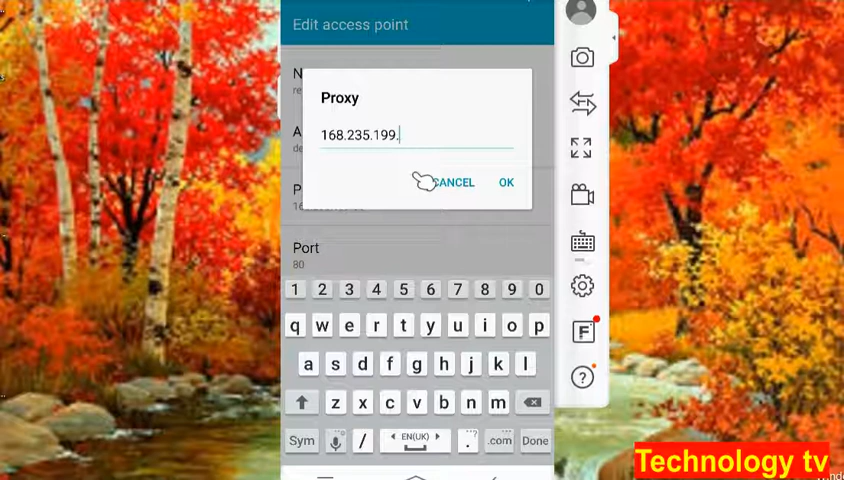 Edit access point
N
Proxy
168.235.199.
A
de
CANCEL OK
P
Port
80
1 2 3 4 5 6 7 8 9 0
q w e r t y u i o p
a s d f g h j k l
z x c v b n m
Sym / EN(UK) . .com Done
F
?
Technology tv